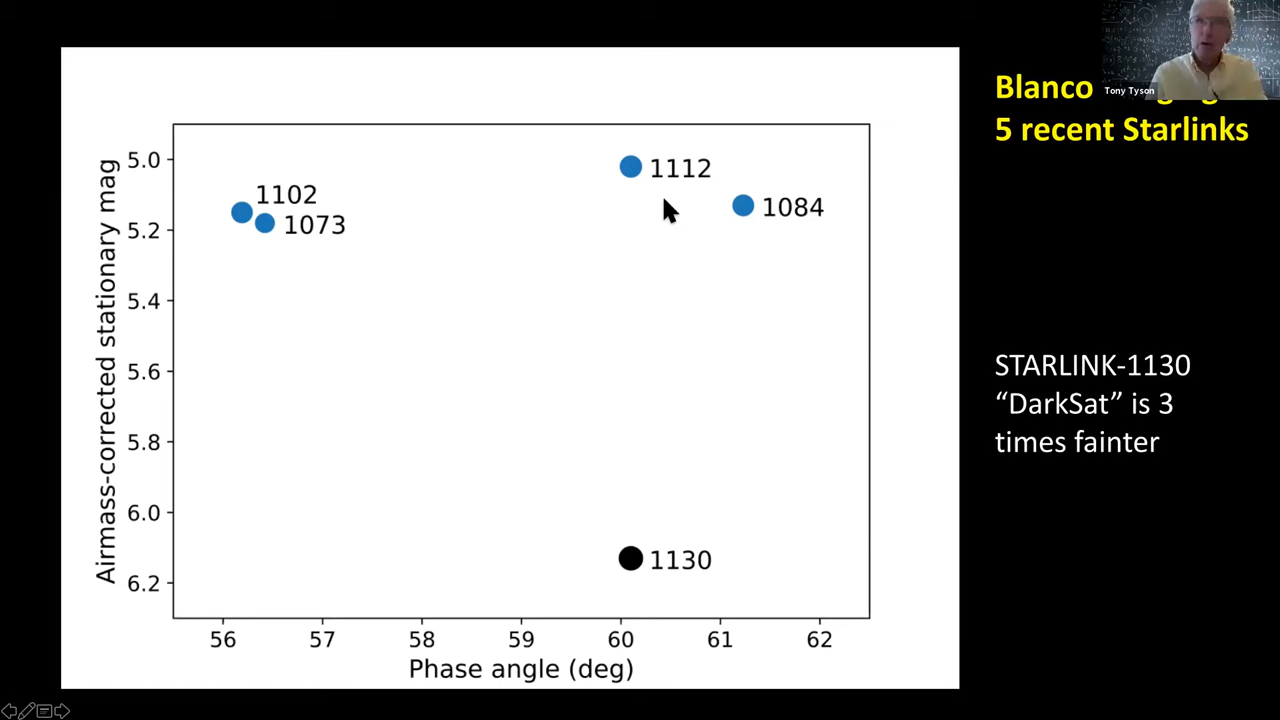 Blanco
5 recent Starlinks
Tony Tyson
Airmass-corrected stationary mag
5.0
5.2
5.4
5.6
5.8
6.0
6.2
1102
1073
1112
1084
1130
56 57 58 59 60 61 62
Phase angle (deg)
STARLINK-1130
“DarkSat” is 3
times fainter